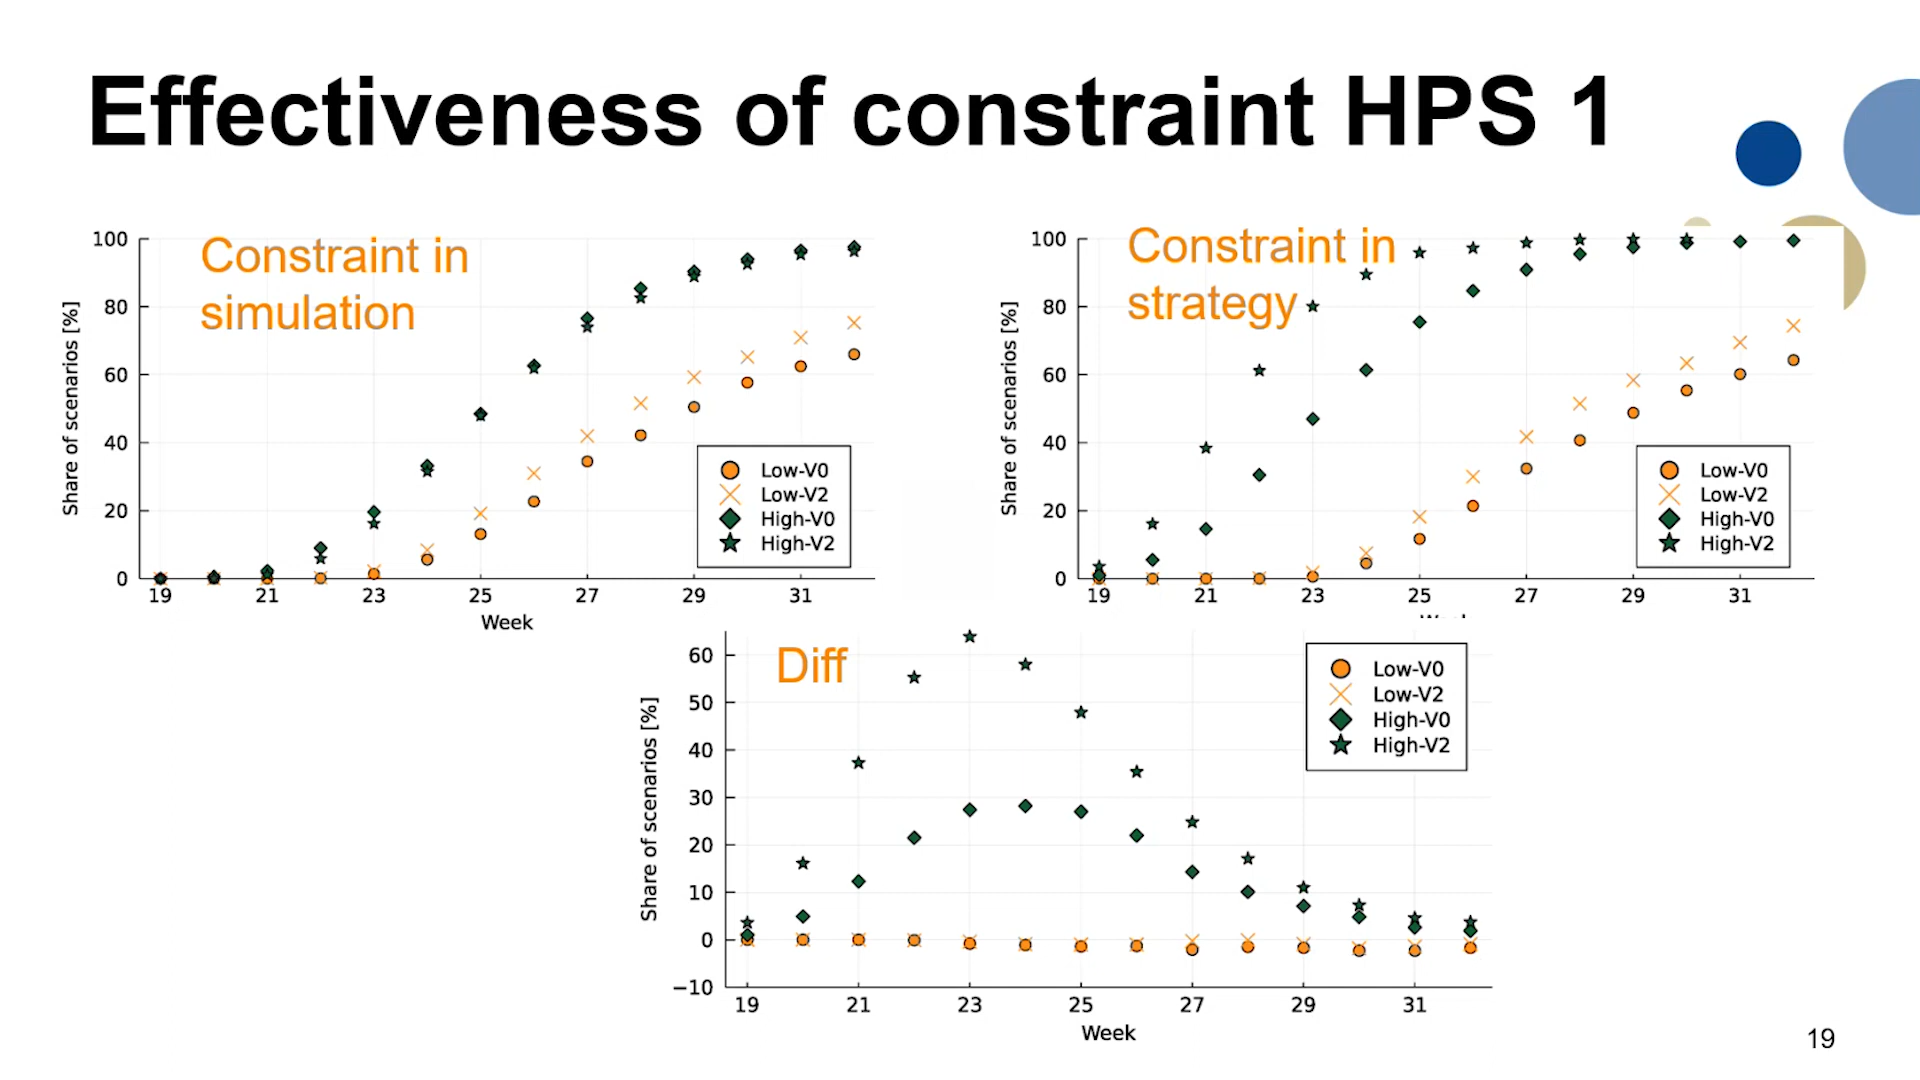 Effectiveness of constraint HPS 1
Constraint in
simulation
Share of scenarios [%]
100
80
60
40
20
0
19
21
23
25
27
29
31
Week
Low-V0
Low-V2
High-V0
High-V2
Constraint in
strategy
Share of scenarios [%]
100
80
60
40
20
0
19
21
23
25
27
29
31
Low-V0
Low-V2
High-V0
High-V2
Diff
Share of scenarios [%]
60
50
40
30
20
10
0
−10
19
21
23
25
27
29
31
Week
Low-V0
Low-V2
High-V0
High-V2
19